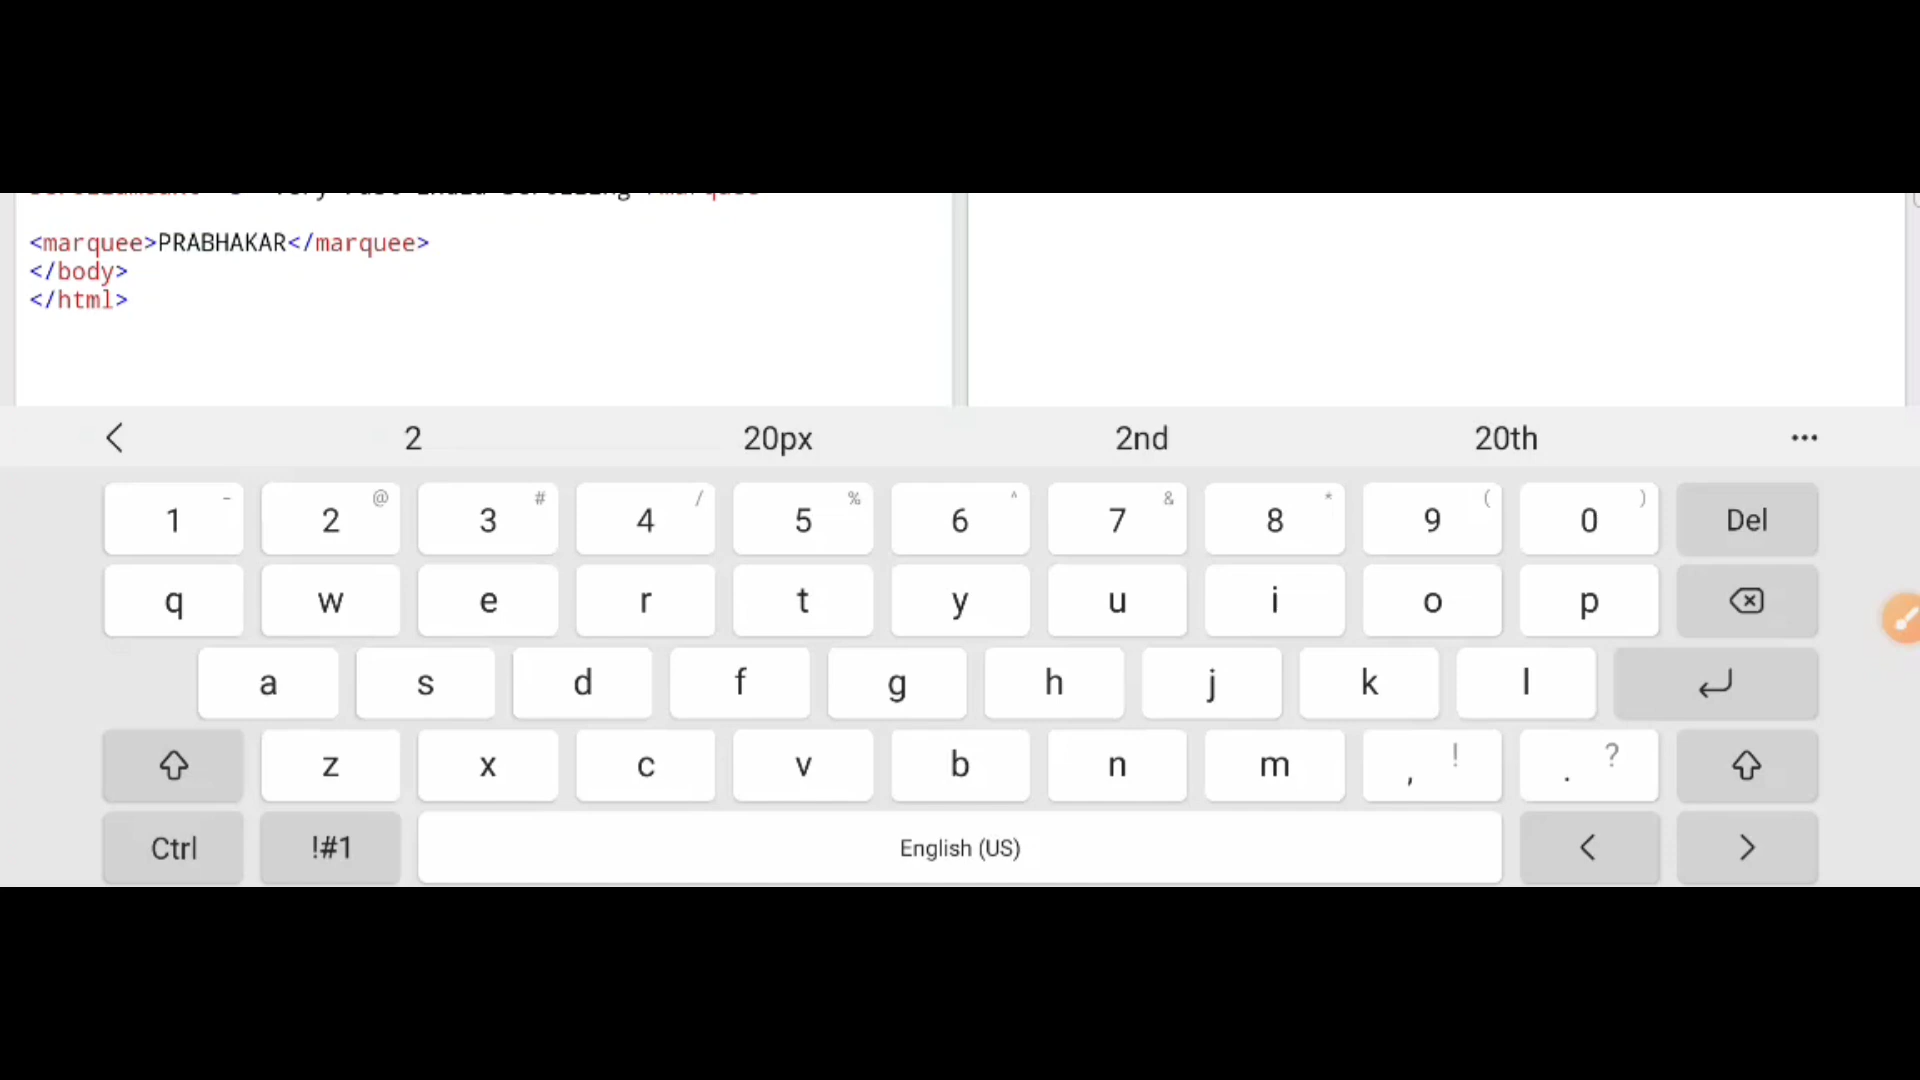 <marquee>PRABHAKAR</marquee>
</body>
</html>
2 20px 2nd 20th ...
1 - 2 @ 3 # 4 / 5 % 6 ^ 7 & 8 * 9 ( 0 ) Del
q w e r t y u i o p
a s d f g h j k l
z x c v b n m , ! . ?
Ctrl !#1 English (US) < >